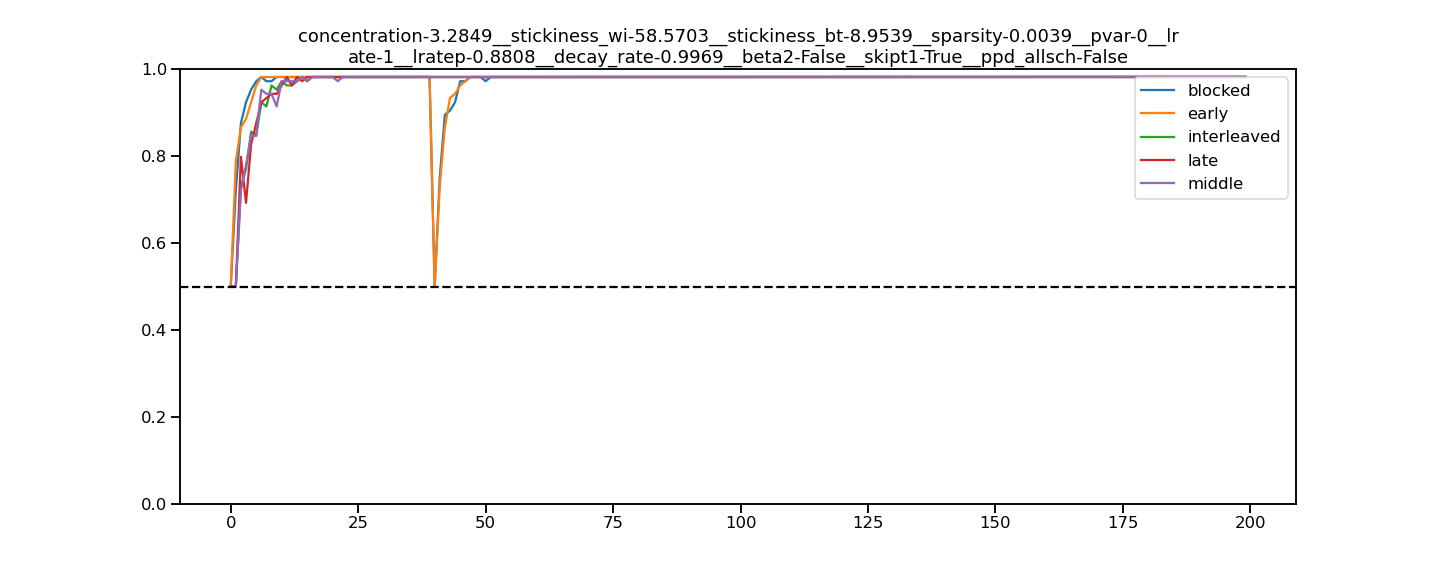 concentration-3.2849__stickiness_wi-58.5703__stickiness_bt-8.9539__sparsity-0.0039__pvar-0__lr
ate-1__lratep-0.8808__decay_rate-0.9969__beta2-False__skipt1-True__ppd_allsch-False
1.0
0.8
0.6
0.4
0.2
0.0
blocked
early
interleaved
late
middle
0 25 50 75 100 125 150 175 200